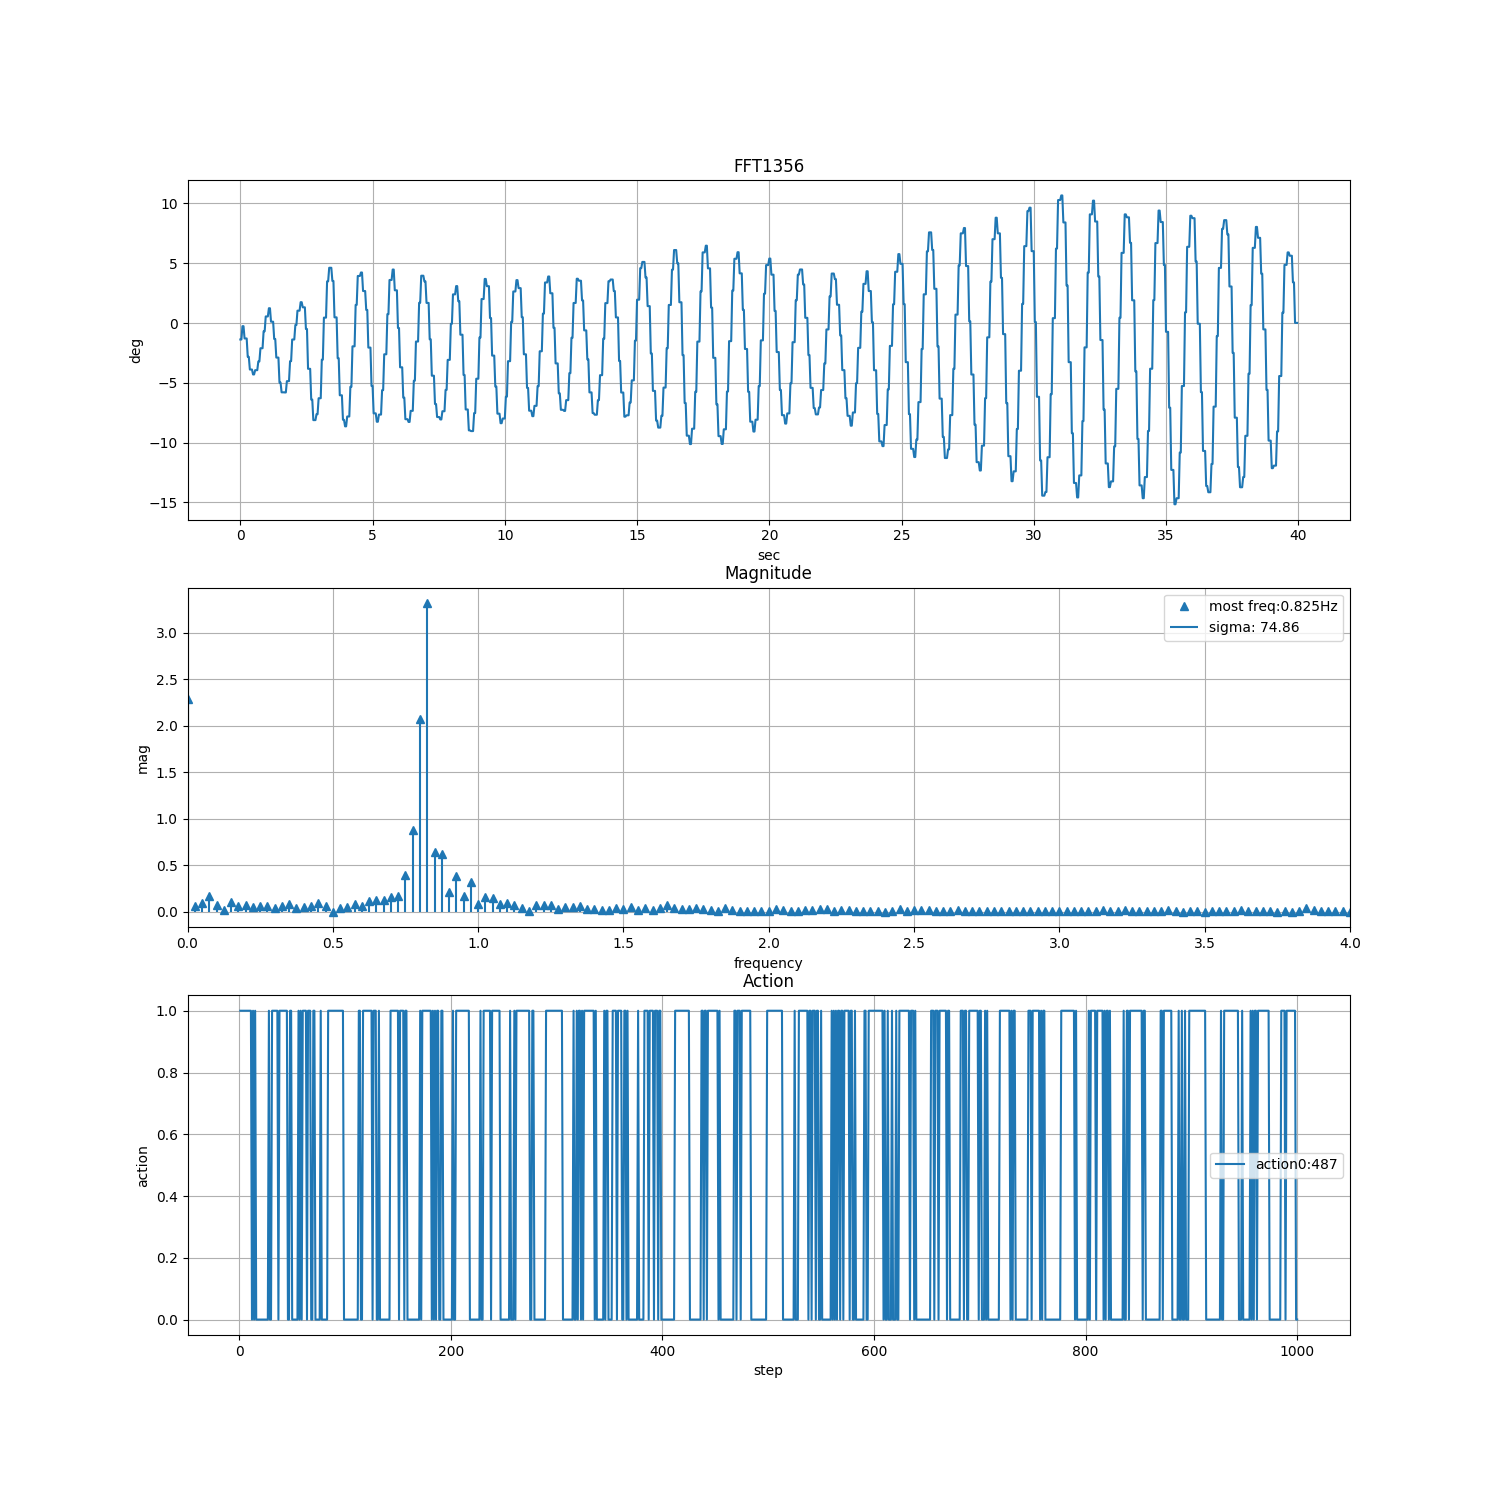 FFT1356
10
5
0
−5
−10
−15
deg
0 5 10 15 20 25 30 35 40
sec
Magnitude
most freq:0.825Hz
sigma: 74.86
3.0
2.5
2.0
1.5
1.0
0.5
0.0
mag
0.0 0.5 1.0 1.5 2.0 2.5 3.0 3.5 4.0
frequency
Action
1.0
0.8
0.6
0.4
0.2
0.0
action
action0:487
0 200 400 600 800 1000
step